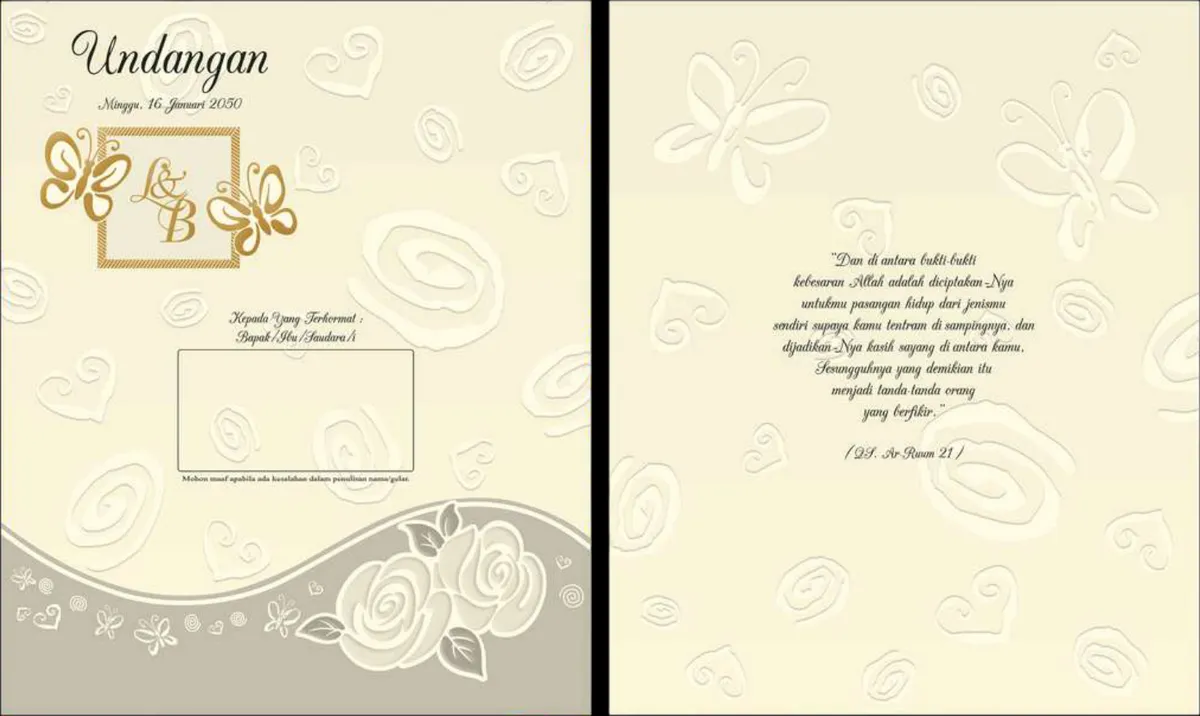 Undangan
Minggu, 16 Januari 2050
L&
B
Kepada Yang Terhormat :
Bapak/Ibu/Saudara/i
Mohon maaf apabila ada kesalahan dalam penulisan nama/gelar.
"Dan di antara bukti-bukti
kebesaran Allah adalah diciptakan-Nya
untukmu pasangan hidup dari jenismu
sendiri supaya kamu tentram di sampingnya, dan
dijadikan-Nya kasih sayang di antara kamu,
Sesungguhnya yang demikian itu
menjadi tanda-tanda orang
yang berfikir."
(QS. Ar-Ruum 21)